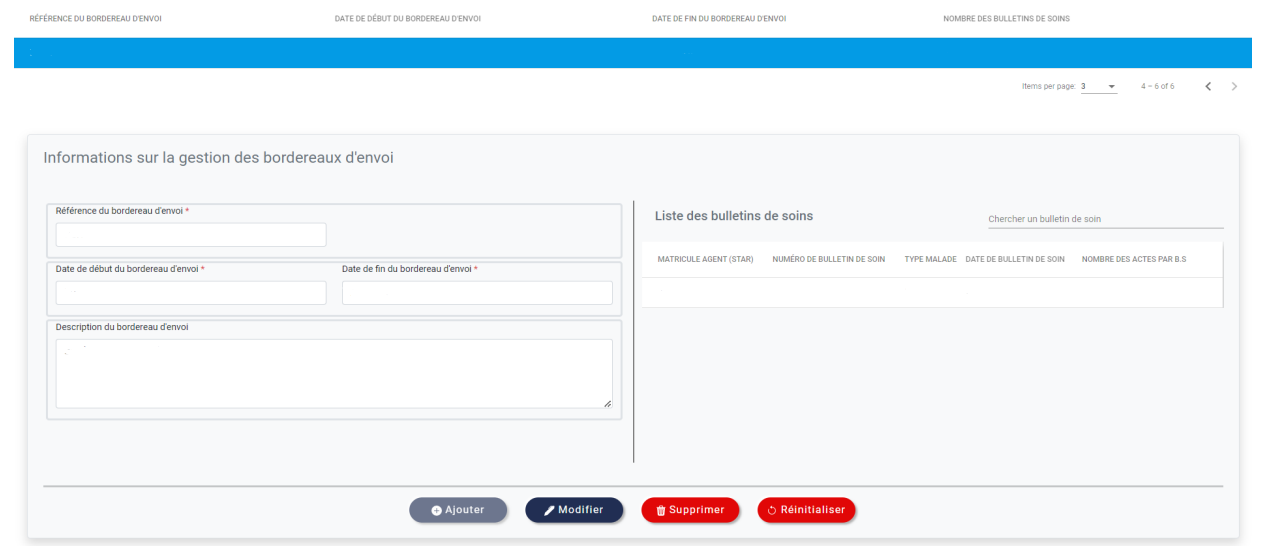 RÉFÉRENCE DU BORDEREAU D'ENVOI DATE DE DÉBUT DU BORDEREAU D'ENVOI DATE DE FIN DU BORDEREAU D'ENVOI NOMBRE DES BULLETINS DE SOINS
Items per page: 3 4 – 6 of 6
Informations sur la gestion des bordereaux d'envoi
Référence du bordereau d'envoi *
Date de début du bordereau d'envoi * Date de fin du bordereau d'envoi *
Description du bordereau d'envoi
Liste des bulletins de soins Chercher un bulletin de soin
MATRICULE AGENT (STAR) NUMÉRO DE BULLETIN DE SOIN TYPE MALADE DATE DE BULLETIN DE SOIN NOMBRE DES ACTES PAR B.S
Ajouter Modifier Supprimer Réinitialiser